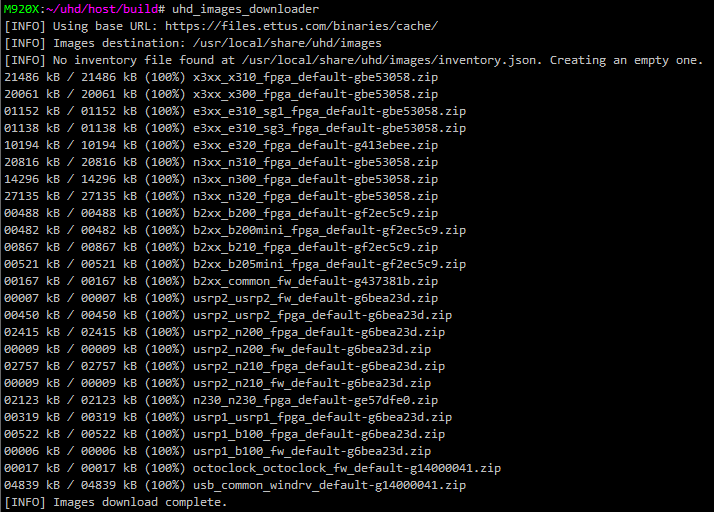 M920X:~/uhd/host/build# uhd_images_downloader
[INFO] Using base URL: https://files.ettus.com/binaries/cache/
[INFO] Images destination: /usr/local/share/uhd/images
[INFO] No inventory file found at /usr/local/share/uhd/images/inventory.json. Creating an empty one.
21486 kB / 21486 kB (100%) x3xx_x310_fpga_default-gbe53058.zip
20061 kB / 20061 kB (100%) x3xx_x300_fpga_default-gbe53058.zip
01152 kB / 01152 kB (100%) e3xx_e310_sg1_fpga_default-gbe53058.zip
01138 kB / 01138 kB (100%) e3xx_e310_sg3_fpga_default-gbe53058.zip
10194 kB / 10194 kB (100%) e3xx_e320_fpga_default-g413ebee.zip
20816 kB / 20816 kB (100%) n3xx_n310_fpga_default-gbe53058.zip
14296 kB / 14296 kB (100%) n3xx_n300_fpga_default-gbe53058.zip
27135 kB / 27135 kB (100%) n3xx_n320_fpga_default-gbe53058.zip
00488 kB / 00488 kB (100%) b2xx_b200_fpga_default-gf2ec5c9.zip
00482 kB / 00482 kB (100%) b2xx_b200mini_fpga_default-gf2ec5c9.zip
00867 kB / 00867 kB (100%) b2xx_b210_fpga_default-gf2ec5c9.zip
00521 kB / 00521 kB (100%) b2xx_b205mini_fpga_default-gf2ec5c9.zip
00167 kB / 00167 kB (100%) b2xx_common_fw_default-g437381b.zip
00007 kB / 00007 kB (100%) usrp2_usrp2_fw_default-g6bea23d.zip
00450 kB / 00450 kB (100%) usrp2_usrp2_fpga_default-g6bea23d.zip
02415 kB / 02415 kB (100%) usrp2_n200_fpga_default-g6bea23d.zip
00009 kB / 00009 kB (100%) usrp2_n200_fw_default-g6bea23d.zip
02757 kB / 02757 kB (100%) usrp2_n210_fpga_default-g6bea23d.zip
00009 kB / 00009 kB (100%) usrp2_n210_fw_default-g6bea23d.zip
02123 kB / 02123 kB (100%) n230_n230_fpga_default-ge57dfe0.zip
00319 kB / 00319 kB (100%) usrp1_usrp1_fpga_default-g6bea23d.zip
00522 kB / 00522 kB (100%) usrp1_b100_fpga_default-g6bea23d.zip
00006 kB / 00006 kB (100%) usrp1_b100_fw_default-g6bea23d.zip
00017 kB / 00017 kB (100%) octoclock_octoclock_fw_default-g14000041.zip
04839 kB / 04839 kB (100%) usb_common_windrv_default-g14000041.zip
[INFO] Images download complete.